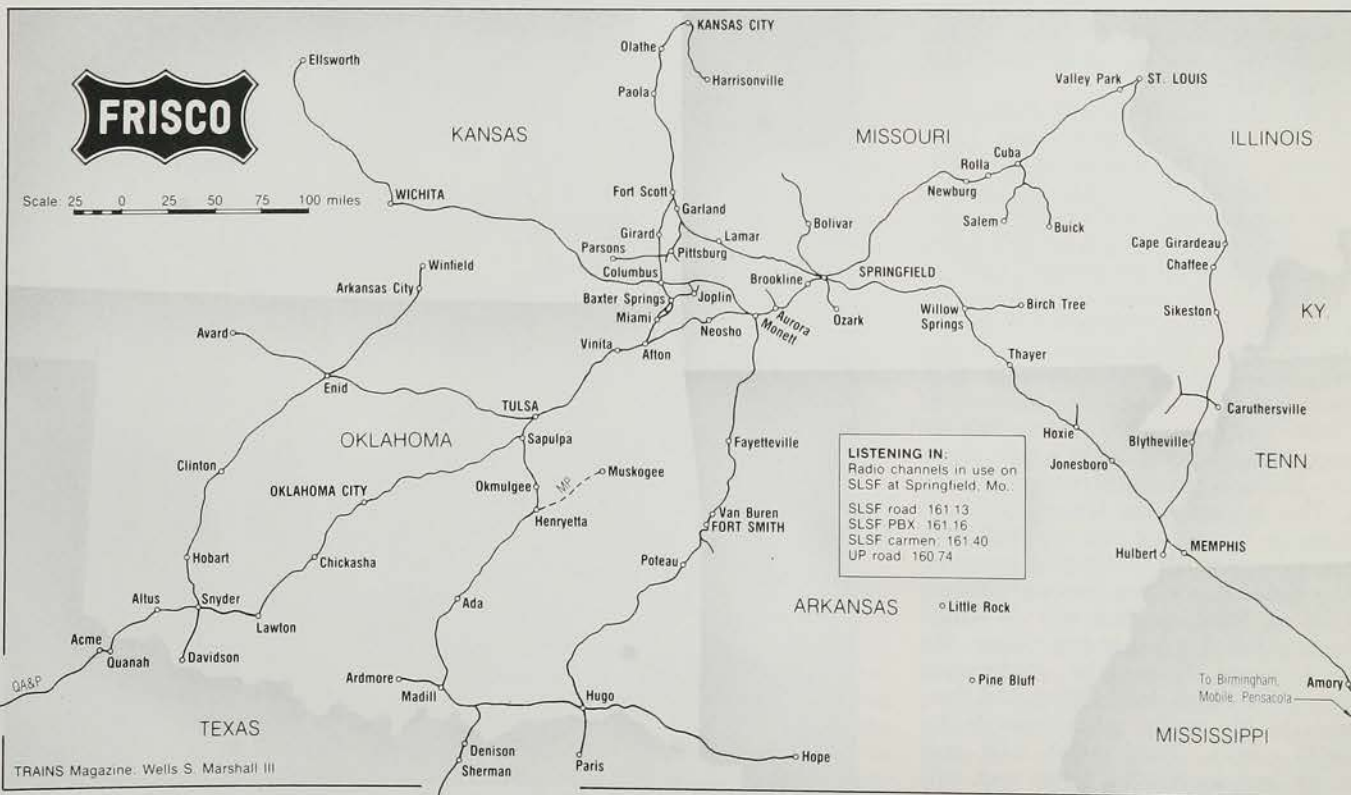 KANSAS CITY
Olathe
Ellsworth
Harrisonville
Valley Park
ST. LOUIS
FRISCO
Paola
KANSAS
MISSOURI
ILLINOIS
Cuba
Rolla
Newburg
Scale: 25 0 25 50 75 100 miles
WICHITA
Fort Scott
Garland
Salem
Buick
Bolivar
Girard
Lamar
Cape Girardeau
Parsons
Pittsburg
Chaffee
Winfield
Columbus
Brookline
SPRINGFIELD
Arkansas City
Baxter Springs
Joplin
Willow
Springs
Birch Tree
Miami
Aurora
Monett
Ozark
Sikeston
KY.
Avard
Neosho
Vinita
Afton
Thayer
Enid
TULSA
Caruthersville
OKLAHOMA
Sapulpa
Fayetteville
Hoxie
Blytheville
LISTENING IN:
Radio channels in use on
SLSF at Springfield, Mo.:
SLSF road: 161.13
SLSF PBX: 161.16
SLSF carmen: 161.40
UP road: 160.74
Jonesboro
TENN
Clinton
Muskogee
MP
OKLAHOMA CITY
Okmulgee
Henryetta
Van Buren
FORT SMITH
Hobart
Chickasha
Poteau
Hulbert
MEMPHIS
Altus
Snyder
Ada
ARKANSAS
Little Rock
Lawton
Acme
Quanah
Davidson
QA&P
Ardmore
Madill
Hugo
Pine Bluff
To Birmingham,
Mobile, Pensacola
Amory
TEXAS
MISSISSIPPI
Denison
Sherman
Paris
Hope
TRAINS Magazine: Wells S. Marshall III